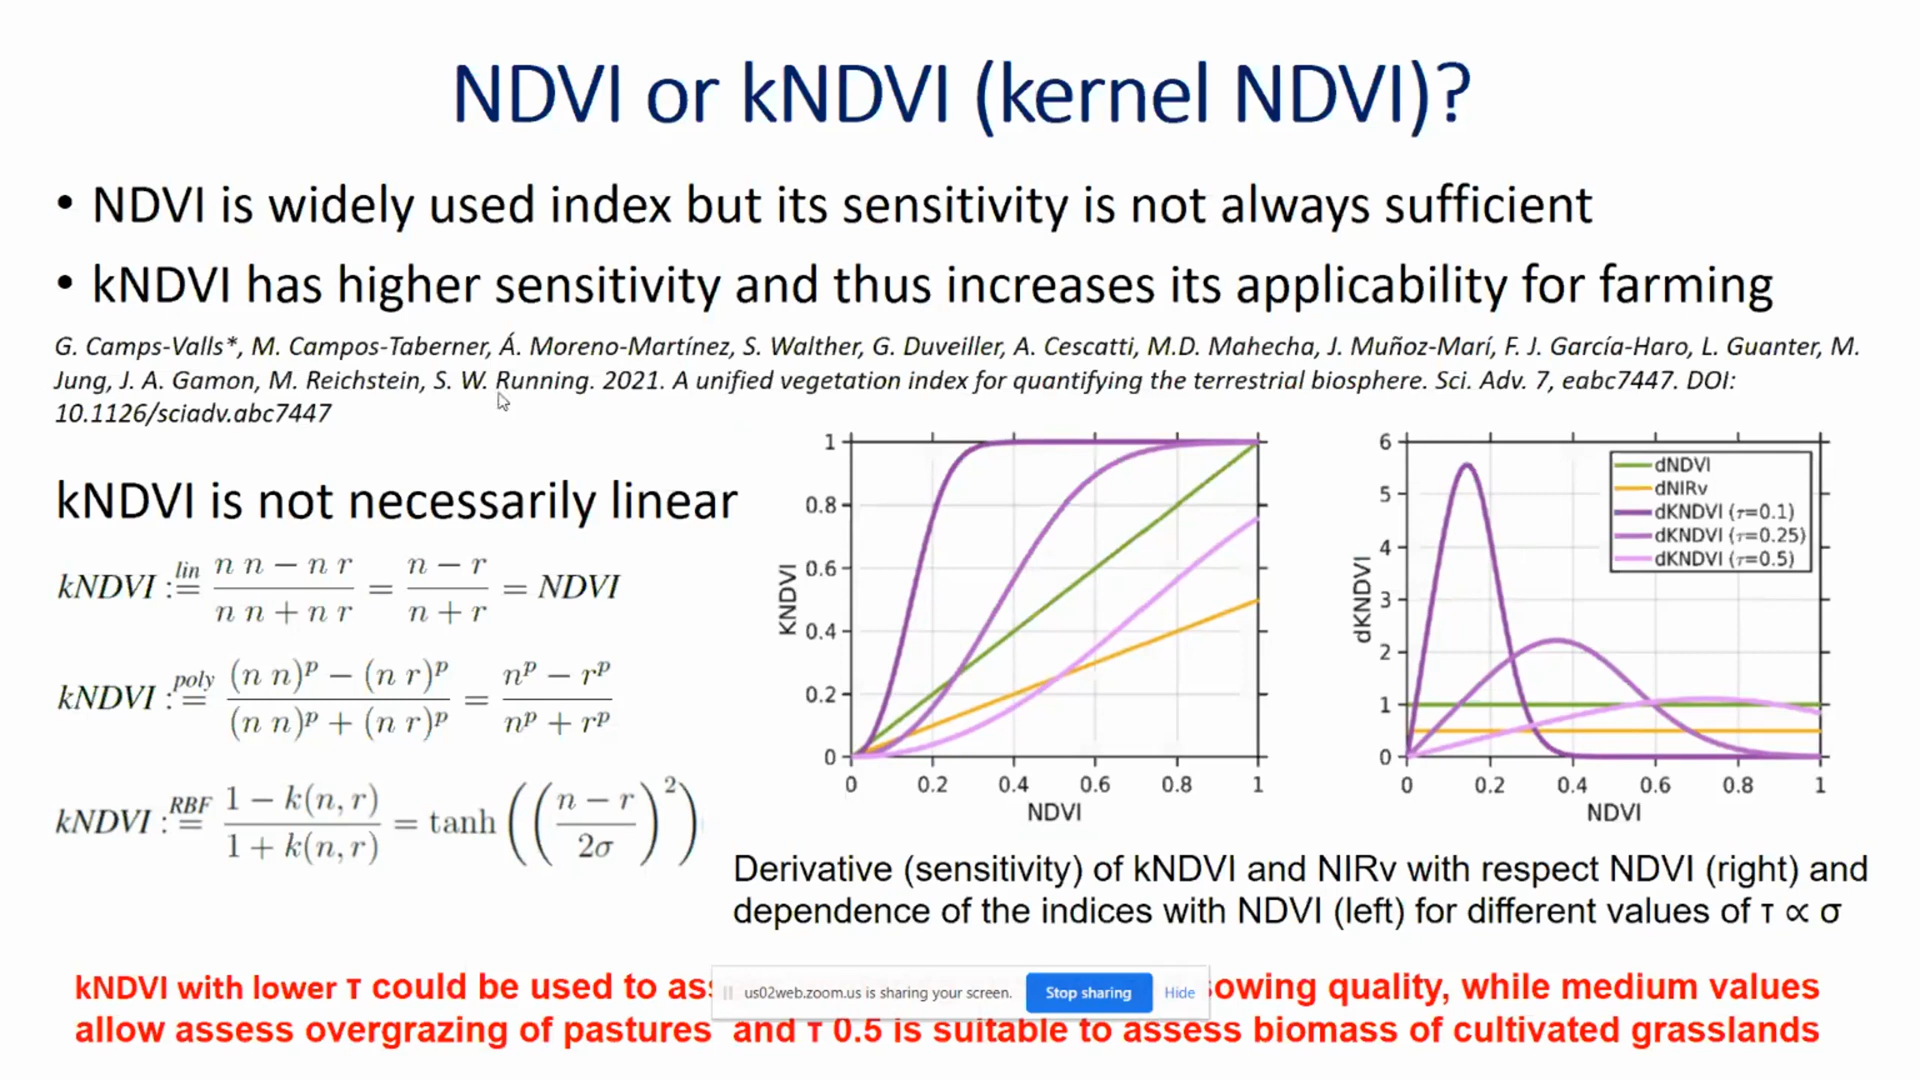 NDVI or kNDVI (kernel NDVI)?
• NDVI is widely used index but its sensitivity is not always sufficient
• kNDVI has higher sensitivity and thus increases its applicability for farming
G. Camps-Valls*, M. Campos-Taberner, Á. Moreno-Martínez, S. Walther, G. Duveiller, A. Cescatti, M.D. Mahecha, J. Muñoz-Marí, F. J. García-Haro, L. Guanter, M.
Jung, J. A. Gamon, M. Reichstein, S. W. Running. 2021. A unified vegetation index for quantifying the terrestrial biosphere. Sci. Adv. 7, eabc7447. DOI:
10.1126/sciadv.abc7447
kNDVI is not necessarily linear
kNDVI :=^{lin} (n n − n r)/(n n + n r) = (n − r)/(n + r) = NDVI
kNDVI :=^{poly} ((n n)^p − (n r)^p)/((n n)^p + (n r)^p) = (n^p − r^p)/(n^p + r^p)
kNDVI :=^{RBF} (1 − k(n, r))/(1 + k(n, r)) = tanh(((n − r)/(2σ))^2)
KNDVI
1
0.8
0.6
0.4
0.2
0
0 0.2 0.4 0.6 0.8 1
NDVI
dKNDVI
6
5
4
3
2
1
0
0 0.2 0.4 0.6 0.8 1
NDVI
dNDVI
dNIRv
dKNDVI (τ=0.1)
dKNDVI (τ=0.25)
dKNDVI (τ=0.5)
Derivative (sensitivity) of kNDVI and NIRv with respect NDVI (right) and
dependence of the indices with NDVI (left) for different values of τ ∝ σ
kNDVI with lower τ could be used to quality, while medium values
allow assess overgrazing of pastures and τ 0.5 is suitable to assess biomass of cultivated grasslands
us02web.zoom.us is sharing your screen. Stop sharing Hide